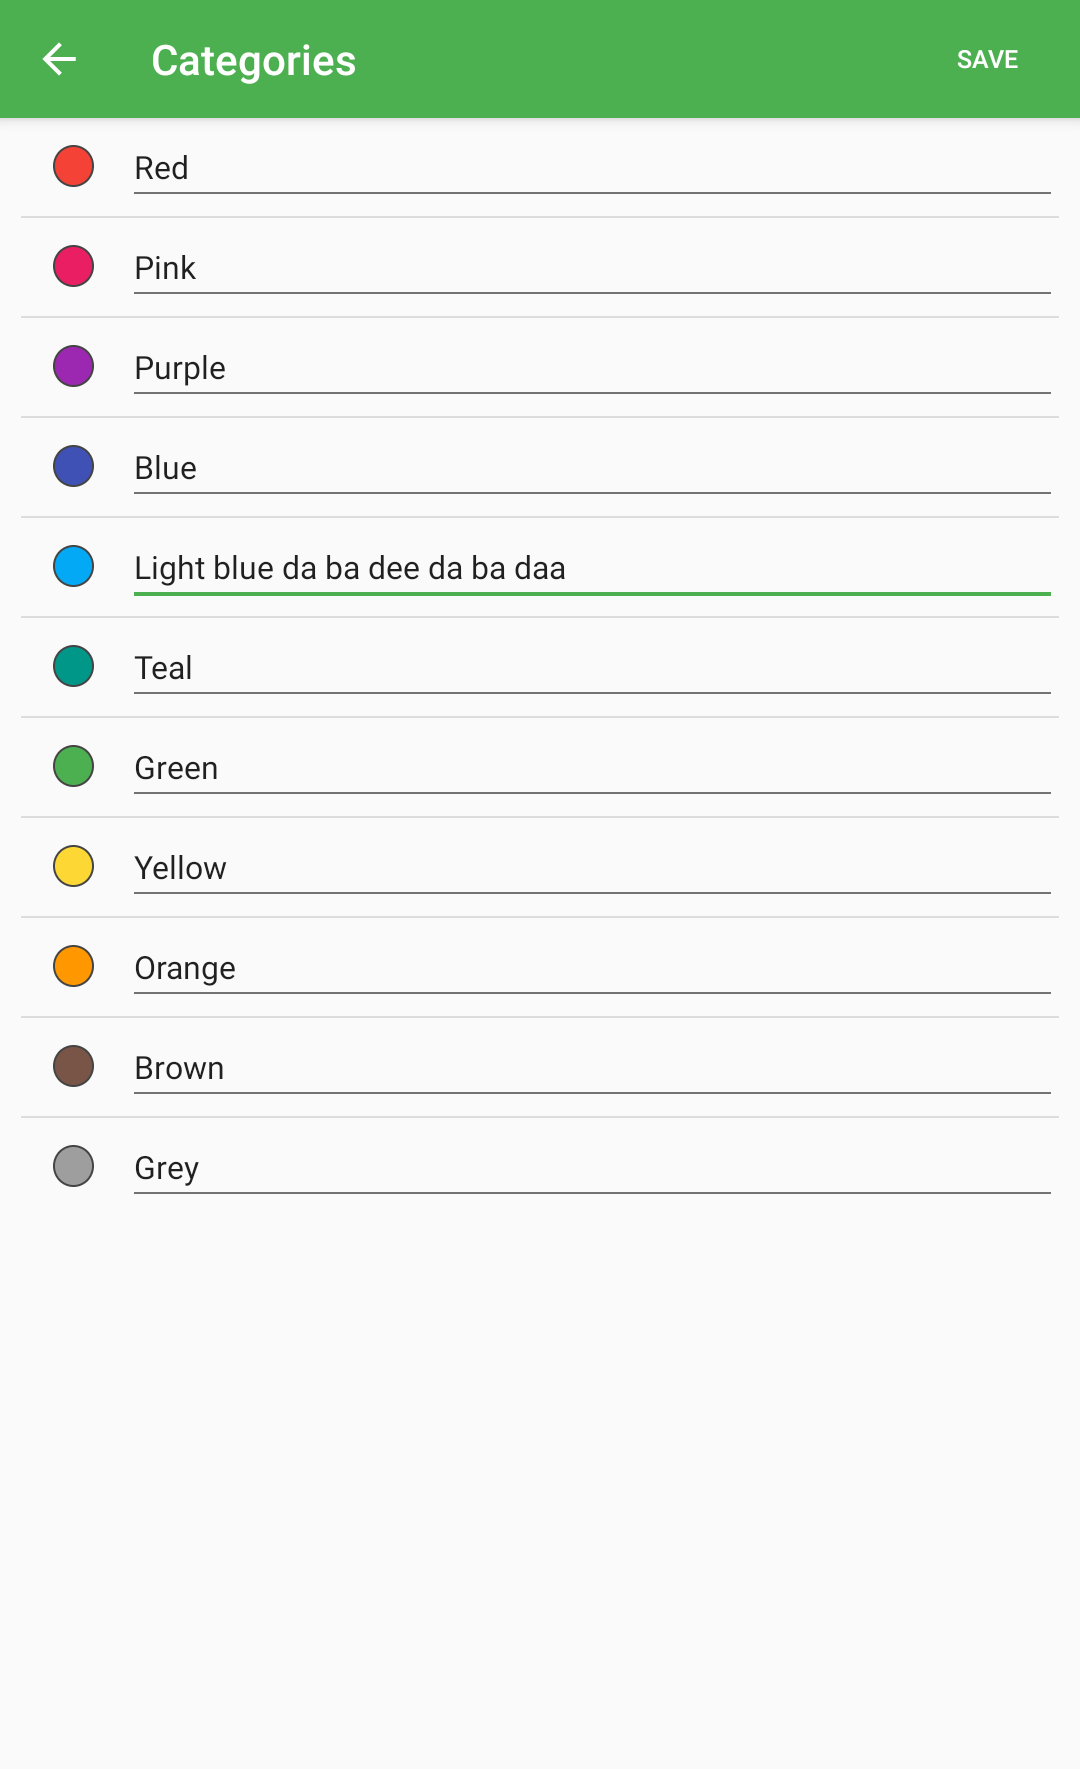 Categories
SAVE
Red
Pink
Purple
Blue
Light blue da ba dee da ba daa
Teal
Green
Yellow
Orange
Brown
Grey